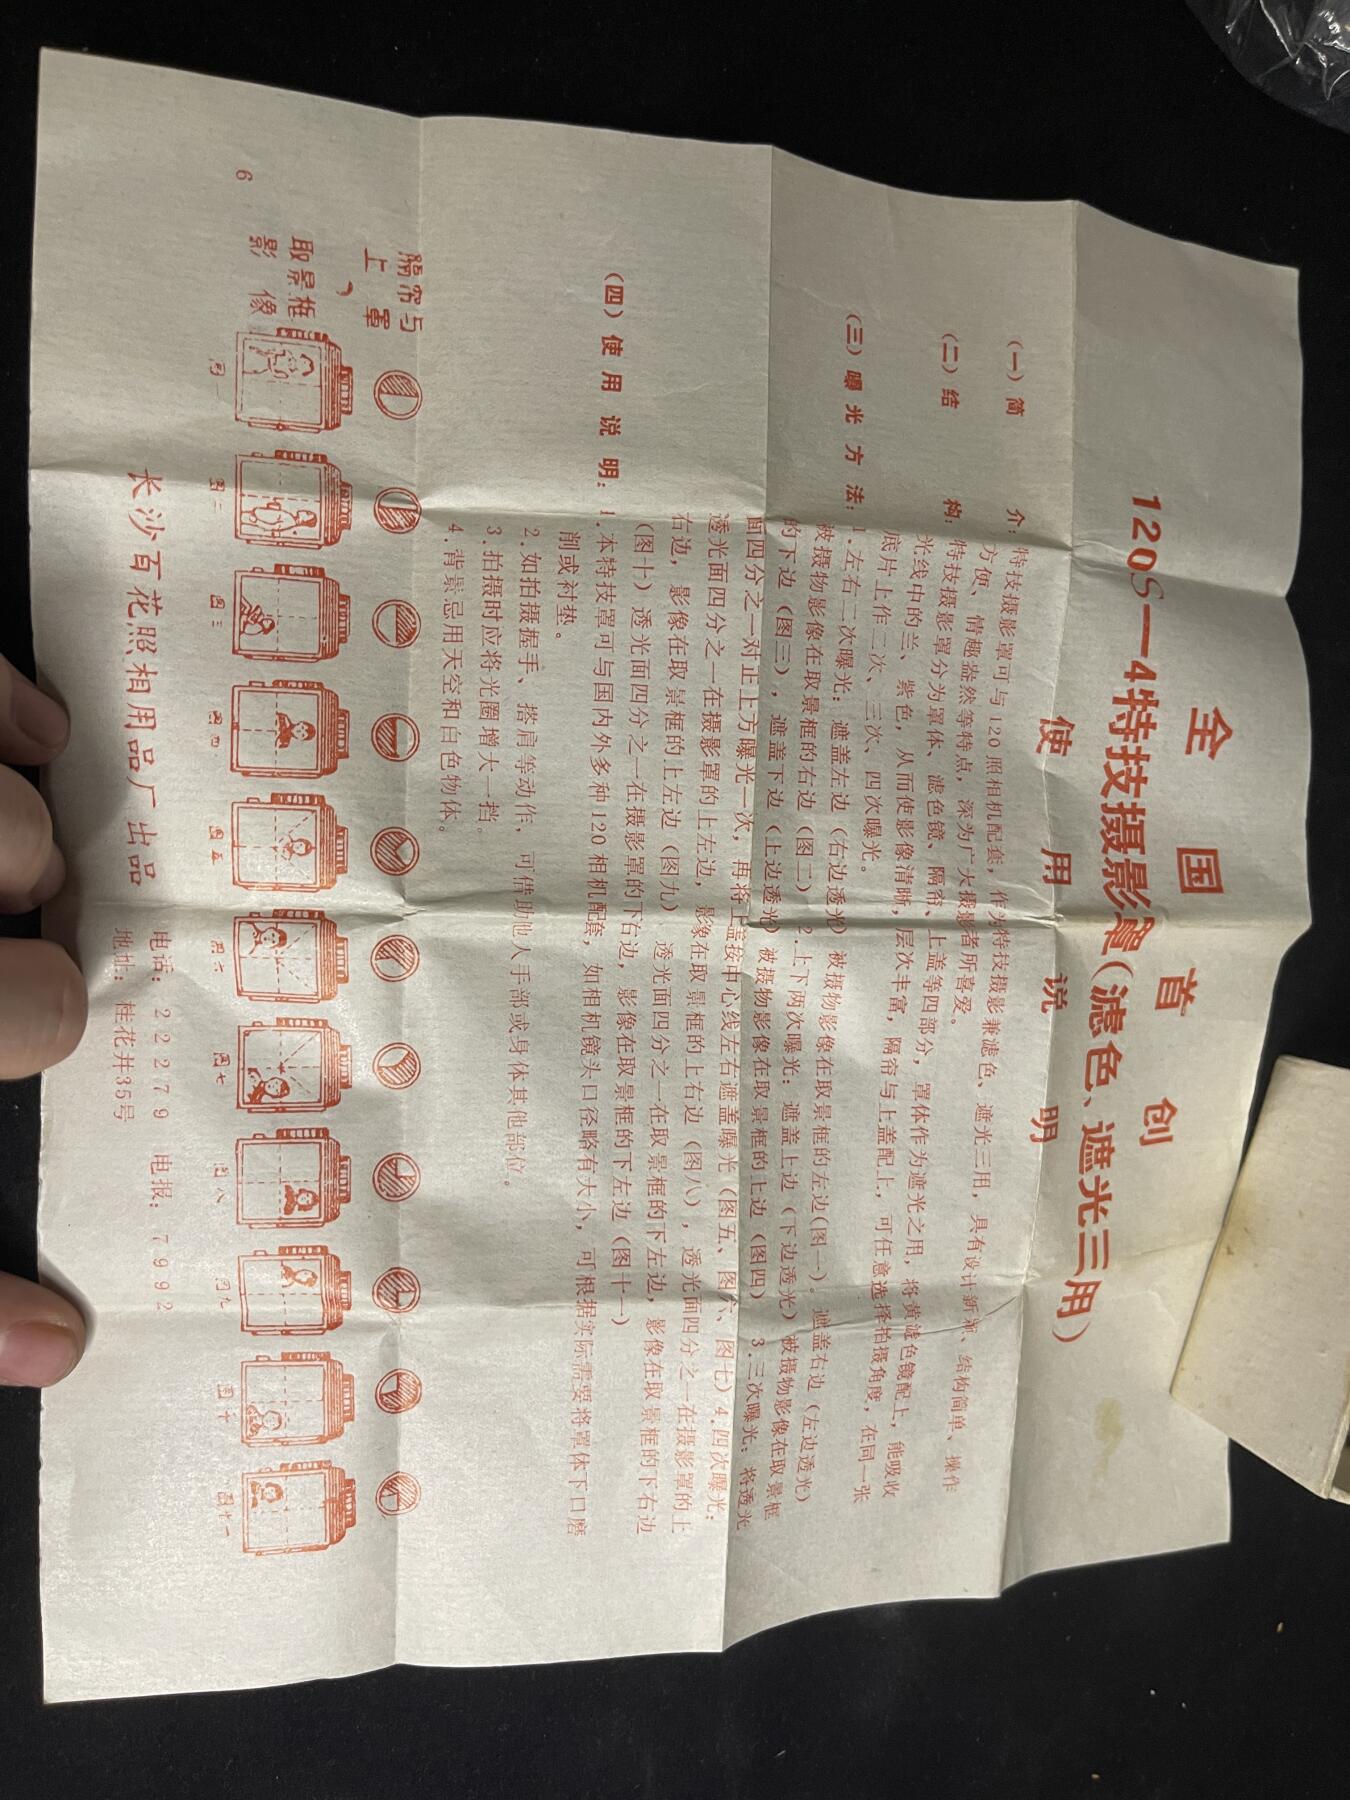 全国首创
120S—4特技摄影罩(滤色、遮光三用)
使用说明
(一)简介：特技摄影罩可与120照相机配套，作为特技摄影兼滤色、遮光三用，具有设计新颖、结构简单、操作
方便、情趣盎然等特点，深为广大摄影者所喜爱。
(二)结构：特技摄影罩分为罩体、滤色镜、隔帘、上盖等四部分，罩体作为遮光之用，将黄滤色镜配上，能吸收
光线中的兰、紫色，从而使影像清晰，层次丰富，隔帘与上盖配上，可任意选择拍摄角度，在同一张
底片上作二次、三次、四次曝光。
(三)曝光方法：1.左右二次曝光：遮盖左边（右边透光）被摄物影像在取景框的左边(图一)。遮盖右边（左边透光）
被摄物影像在取景框的右边（图二）2.上下两次曝光：遮盖上边（下边透光）被摄物影像在取景框
的下边（图三），遮盖下边（上边透光）被摄物影像在取景框的上边（图四）3.三次曝光：将透光
面四分之一对正上方曝光一次，再将上盖按中心线左右遮盖曝光（图五、图六、图七）4.四次曝光：
透光面四分之一在摄影罩的上左边，影像在取景框的上右边（图八），透光面四分之一在摄影罩的上
右边，影像在取景框的上左边（图九）透光面四分之一在取景框的下左边，影像在取景框的下右边
（图十）透光面四分之一在摄影罩的下右边，影像在取景框的下左边（图十一）
(四)使用说明：1.本特技罩可与国内外多种120相机配套，如相机镜头口径略有大小，可根据实际需要将罩体下口磨
削或衬垫。
2.如拍摄握手、搭肩等动作，可借助他人手部或身体其他部位。
3.拍摄时应将光圈增大一挡。
4.背景忌用天空和白色物体。
隔帘与
上罩
取景框
影像
图一 图二 图三 图四 图五 图六 图七 图八 图九 图十 图十一
6
长沙百花照相用品厂出品
电话：22279 电报：7992
地址：桂花井35号